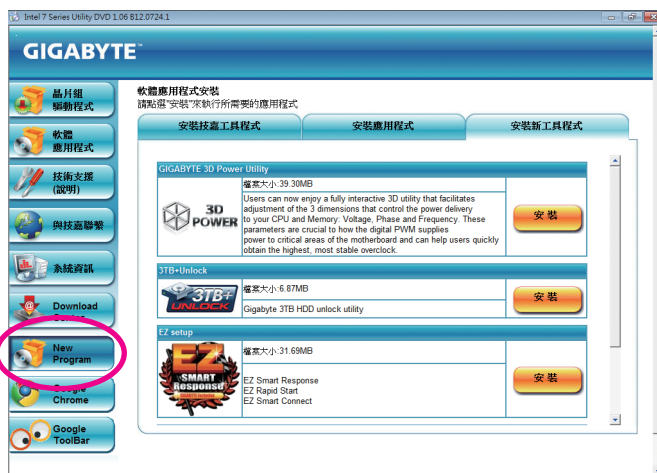 Intel 7 Series Utility DVD 1.06 B12.0724.1
GIGABYTE™
晶片組
驅動程式
軟體
應用程式
技術支援
(說明)
與技嘉聯繫
系統資訊
Download
New
Program
Google
Chrome
Google
ToolBar
軟體應用程式安裝
請點選"安裝"來執行所需要的應用程式
安裝技嘉工具程式
安裝應用程式
安裝新工具程式
GIGABYTE 3D Power Utility
3D
POWER
檔案大小:39.30MB
Users can now enjoy a fully interactive 3D utility that facilitates
adjustment of the 3 dimensions that control the power delivery
to your CPU and Memory: Voltage, Phase and Frequency. These
parameters are crucial to how the digital PWM supplies
power to critical areas of the motherboard and can help users quickly
obtain the highest, most stable overclock.
安裝
3TB+Unlock
3TB+
UNLOCK
檔案大小:6.87MB
Gigabyte 3TB HDD unlock utility
安裝
EZ setup
EZ
SMART
Response
檔案大小:31.69MB
EZ Smart Response
EZ Rapid Start
EZ Smart Connect
安裝